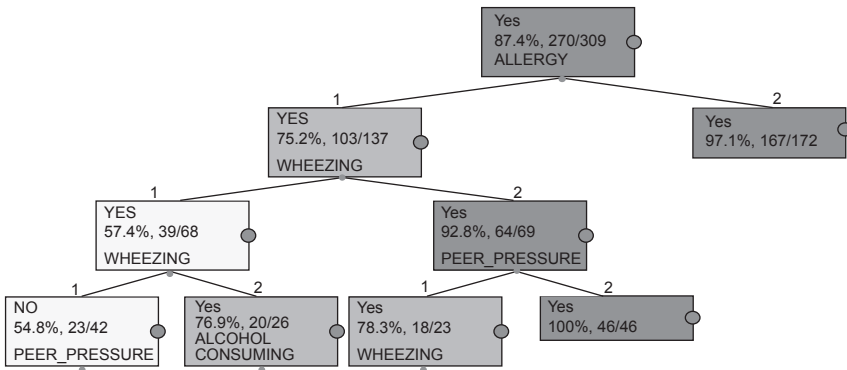 Yes
87.4%, 270/309
ALLERGY
1
2
YES
75.2%, 103/137
WHEEZING
Yes
97.1%, 167/172
1
2
YES
57.4%, 39/68
WHEEZING
Yes
92.8%, 64/69
PEER_PRESSURE
1
2
1
2
NO
54.8%, 23/42
PEER_PRESSURE
Yes
76.9%, 20/26
ALCOHOL
CONSUMING
Yes
78.3%, 18/23
WHEEZING
Yes
100%, 46/46